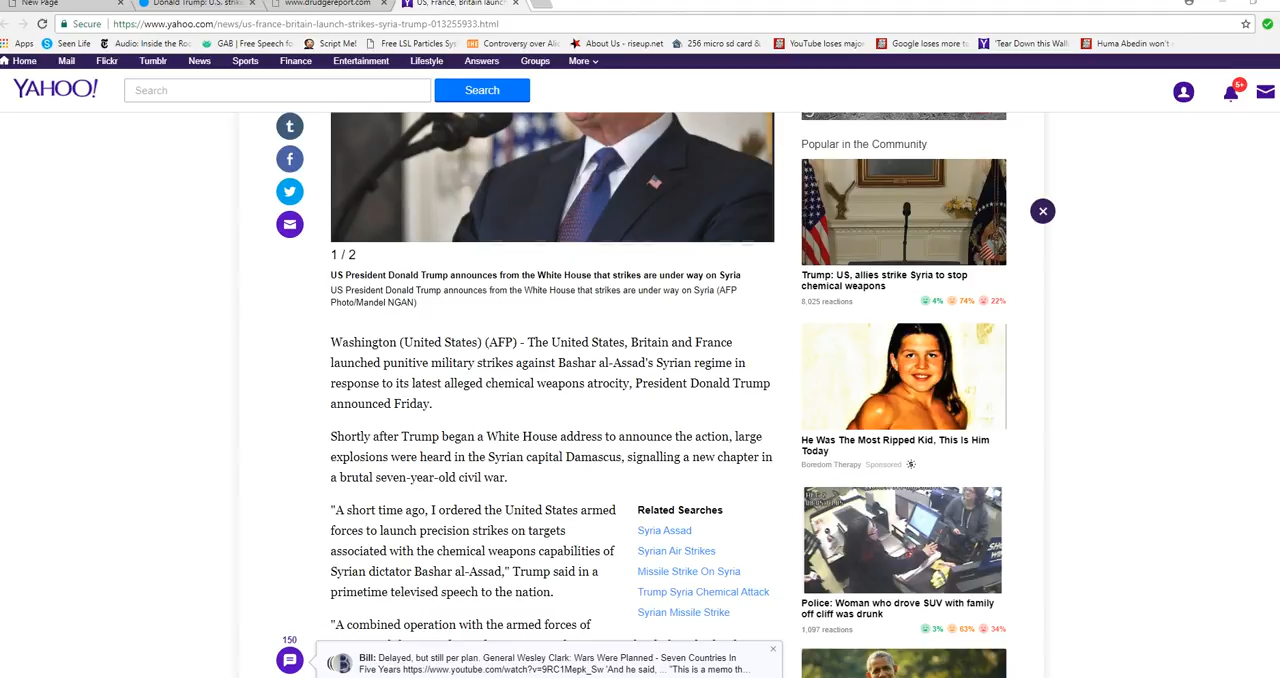 New Page
Donald Trump: U.S. strik
www.drudgereport.com
US, France, Britain launc
Secure
https://www.yahoo.com/news/us-france-britain-launch-strikes-syria-trump-013255933.html
Apps
Seen Life
Audio: Inside the Roc
GAB | Free Speech fo
Script Me!
Free LSL Particles Sys
Controversy over Alic
About Us - riseup.net
256 micro sd card &
YouTube loses major
Google loses more t
'Tear Down this Wall
Huma Abedin won't
Home Mail Flickr Tumblr News Sports Finance Entertainment Lifestyle Answers Groups More
YAHOO!
Search
Search
5+
t
f
1 / 2
US President Donald Trump announces from the White House that strikes are under way on Syria
US President Donald Trump announces from the White House that strikes are under way on Syria (AFP
Photo/Mandel NGAN)
Washington (United States) (AFP) - The United States, Britain and France
launched punitive military strikes against Bashar al-Assad's Syrian regime in
response to its latest alleged chemical weapons atrocity, President Donald Trump
announced Friday.
Shortly after Trump began a White House address to announce the action, large
explosions were heard in the Syrian capital Damascus, signalling a new chapter in
a brutal seven-year-old civil war.
"A short time ago, I ordered the United States armed
forces to launch precision strikes on targets
associated with the chemical weapons capabilities of
Syrian dictator Bashar al-Assad," Trump said in a
primetime televised speech to the nation.
"A combined operation with the armed forces of
Related Searches
Syria Assad
Syrian Air Strikes
Missile Strike On Syria
Trump Syria Chemical Attack
Syrian Missile Strike
150
Bill: Delayed, but still per plan. General Wesley Clark: Wars Were Planned - Seven Countries In
Five Years https://www.youtube.com/watch?v=9RC1Mepk_Sw 'And he said, ... "This is a memo th...
Popular in the Community
Trump: US, allies strike Syria to stop
chemical weapons
8,025 reactions
4% 74% 22%
He Was The Most Ripped Kid, This Is Him
Today
Boredom Therapy Sponsored
Police: Woman who drove SUV with family
off cliff was drunk
1,097 reactions
3% 63% 34%